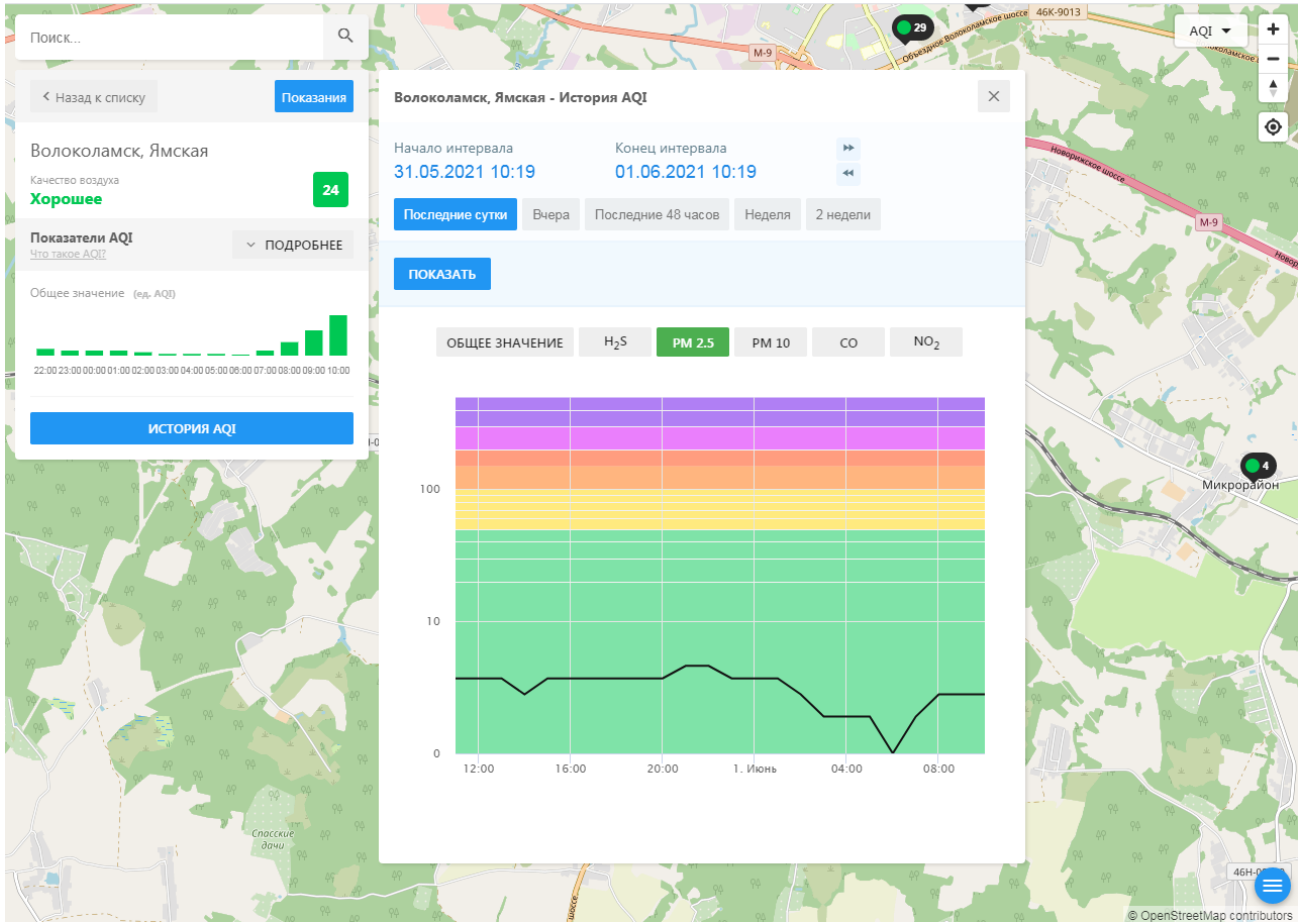 Поиск...
46К-9013
29
Объездное Волоколамское шоссе
М-9
AQI
Назад к списку
Показания
Волоколамск, Ямская
Качество воздуха
Хорошее
24
Показатели AQI
Что такое AQI?
ПОДРОБНЕЕ
Общее значение (ед. AQI)
22:00 23:00 00:00 01:00 02:00 03:00 04:00 05:00 06:00 07:00 08:00 09:00 10:00
ИСТОРИЯ AQI
Волоколамск, Ямская - История AQI
Начало интервала
31.05.2021 10:19
Конец интервала
01.06.2021 10:19
Последние сутки
Вчера
Последние 48 часов
Неделя
2 недели
ПОКАЗАТЬ
ОБЩЕЕ ЗНАЧЕНИЕ
H₂S
PM 2.5
PM 10
CO
NO₂
100
10
0
12:00 16:00 20:00 1. Июнь 04:00 08:00
Новорижское шоссе
М-9
4
Микрорайон
Спасские
дачи
© OpenStreetMap contributors